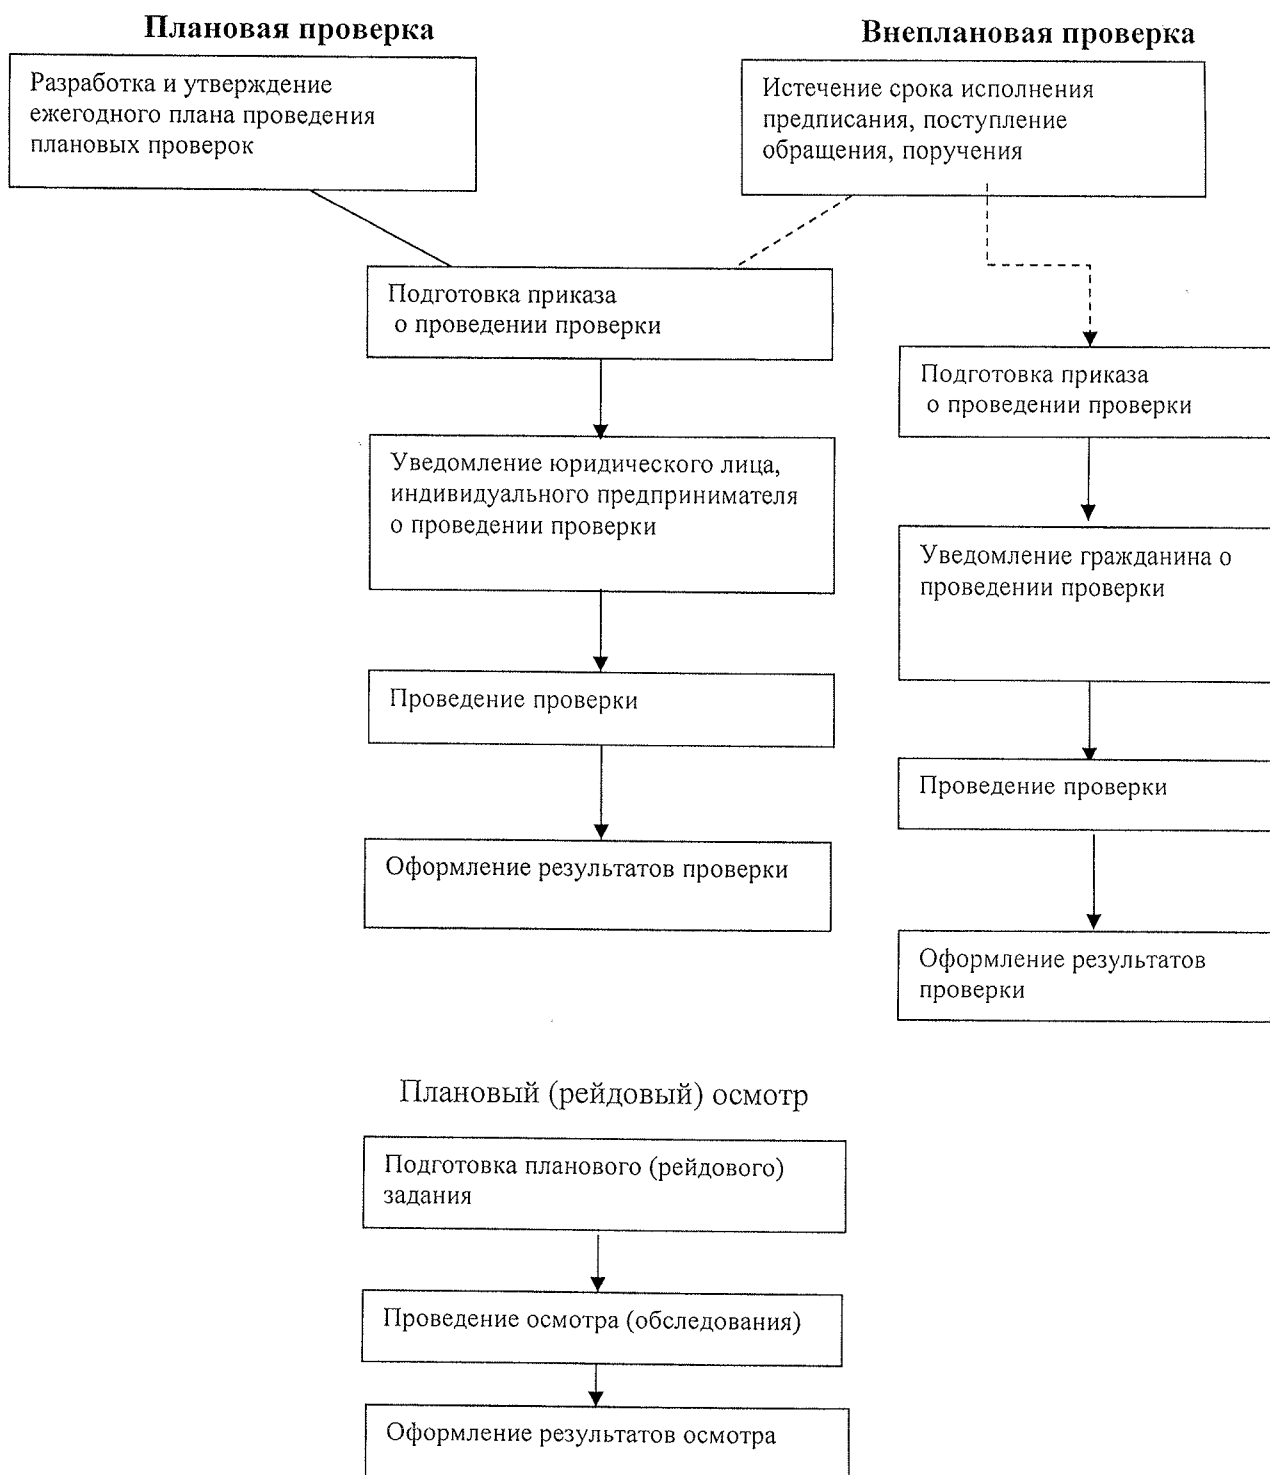 Плановая проверка
Разработка и утверждение
ежегодного плана проведения
плановых проверок
Внеплановая проверка
Истечение срока исполнения
предписания, поступление
обращения, поручения
Подготовка приказа
о проведении проверки
Уведомление юридического лица,
индивидуального предпринимателя
о проведении проверки
Проведение проверки
Оформление результатов проверки
Подготовка приказа
о проведении проверки
Уведомление гражданина о
проведении проверки
Проведение проверки
Оформление результатов
проверки
Плановый (рейдовый) осмотр
Подготовка планового (рейдового)
задания
Проведение осмотра (обследования)
Оформление результатов осмотра